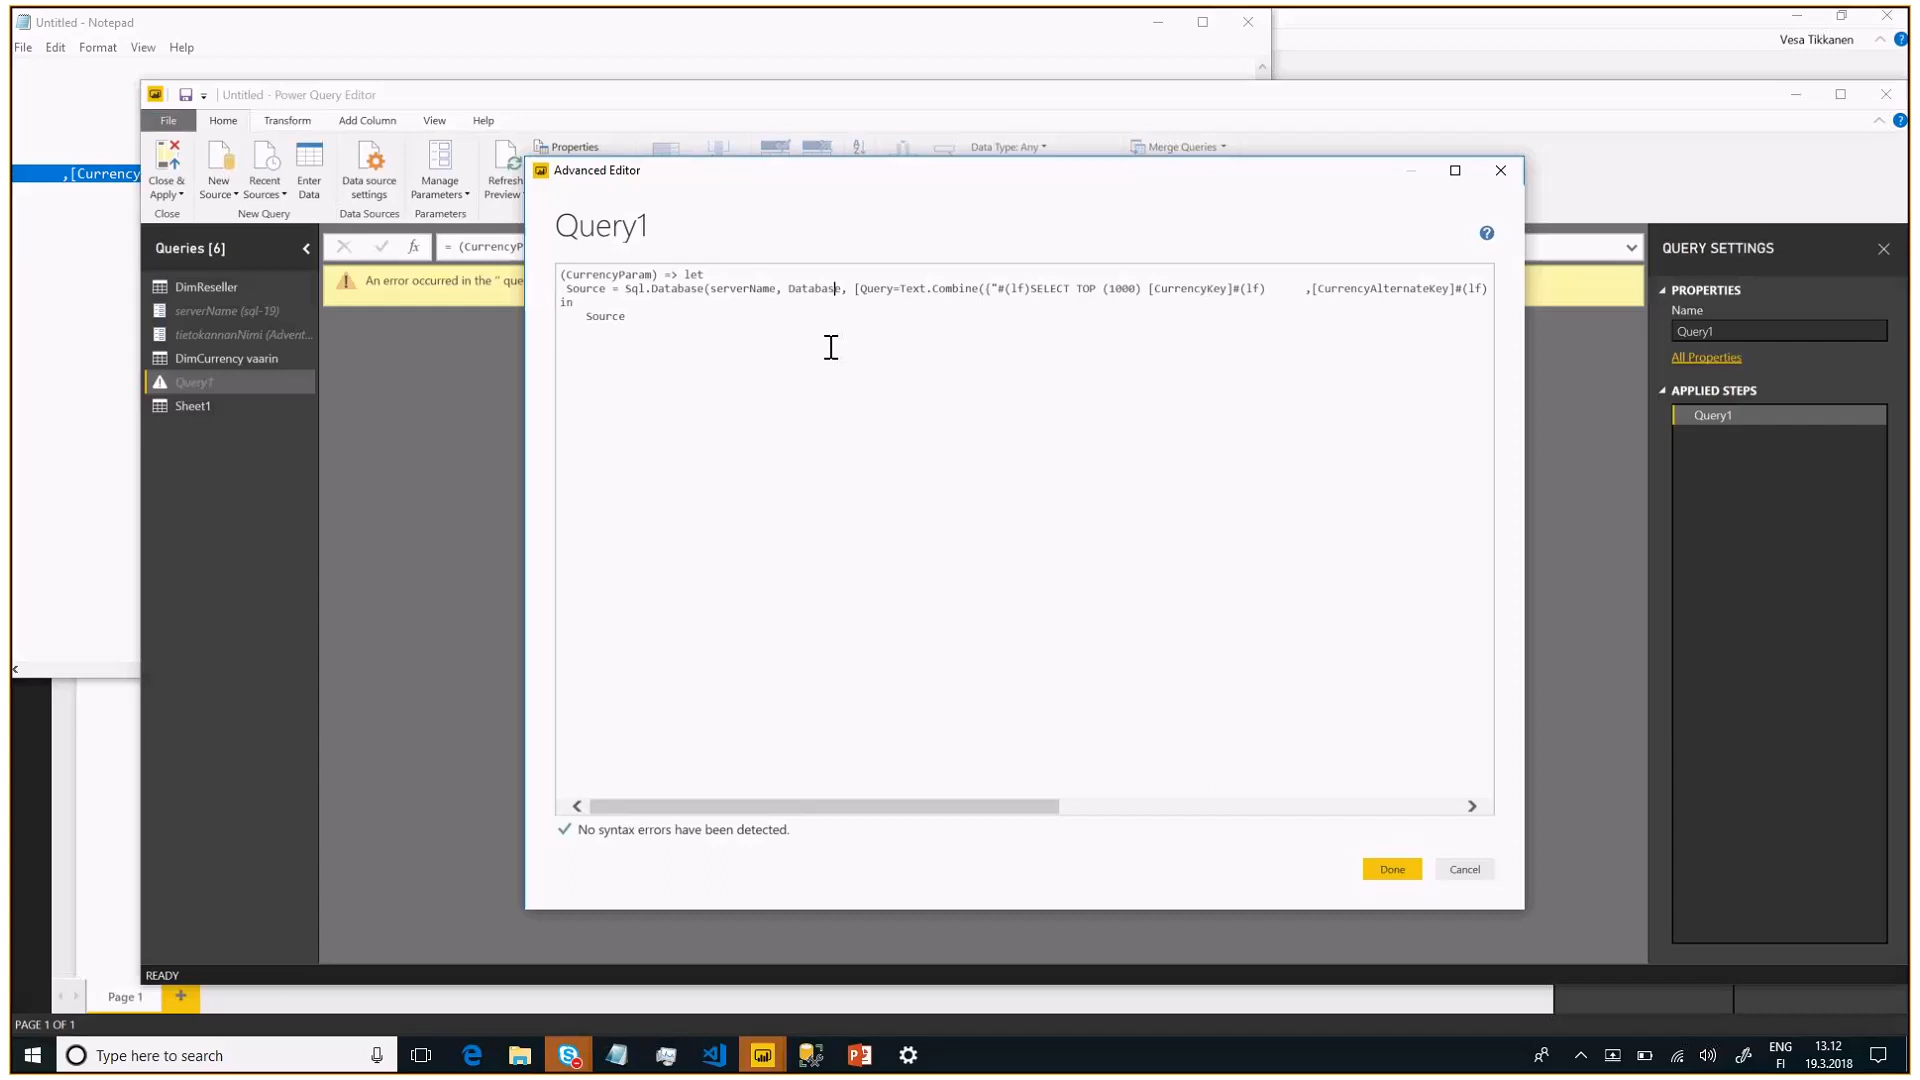 Untitled - Notepad
Vesa Tikkanen
File Edit Format View Help
Untitled - Power Query Editor
File Home Transform Add Column View Help
,[Currency
Close & Apply
New Source
Recent Sources
Enter Data
Data source settings
Manage Parameters
Refresh Preview
Properties
Data Type: Any
Merge Queries
Close
New Query
Data Sources
Parameters
Advanced Editor
Query1
Queries [6]
DimReseller
serverName (sql-19)
tietokannanNimi (Advent...
DimCurrency vaarin
Query1
Sheet1
fx
= (CurrencyP
An error occurred in the '' que
(CurrencyParam) => let
Source = Sql.Database(serverName, Database, [Query=Text.Combine({"#(lf)SELECT TOP (1000) [CurrencyKey]#(lf) ,[CurrencyAlternateKey]#(lf)
in
Source
No syntax errors have been detected.
Done Cancel
QUERY SETTINGS
PROPERTIES
Name
Query1
All Properties
APPLIED STEPS
Query1
READY
Page 1
PAGE 1 OF 1
Type here to search
ENG
FI
13.12
19.3.2018